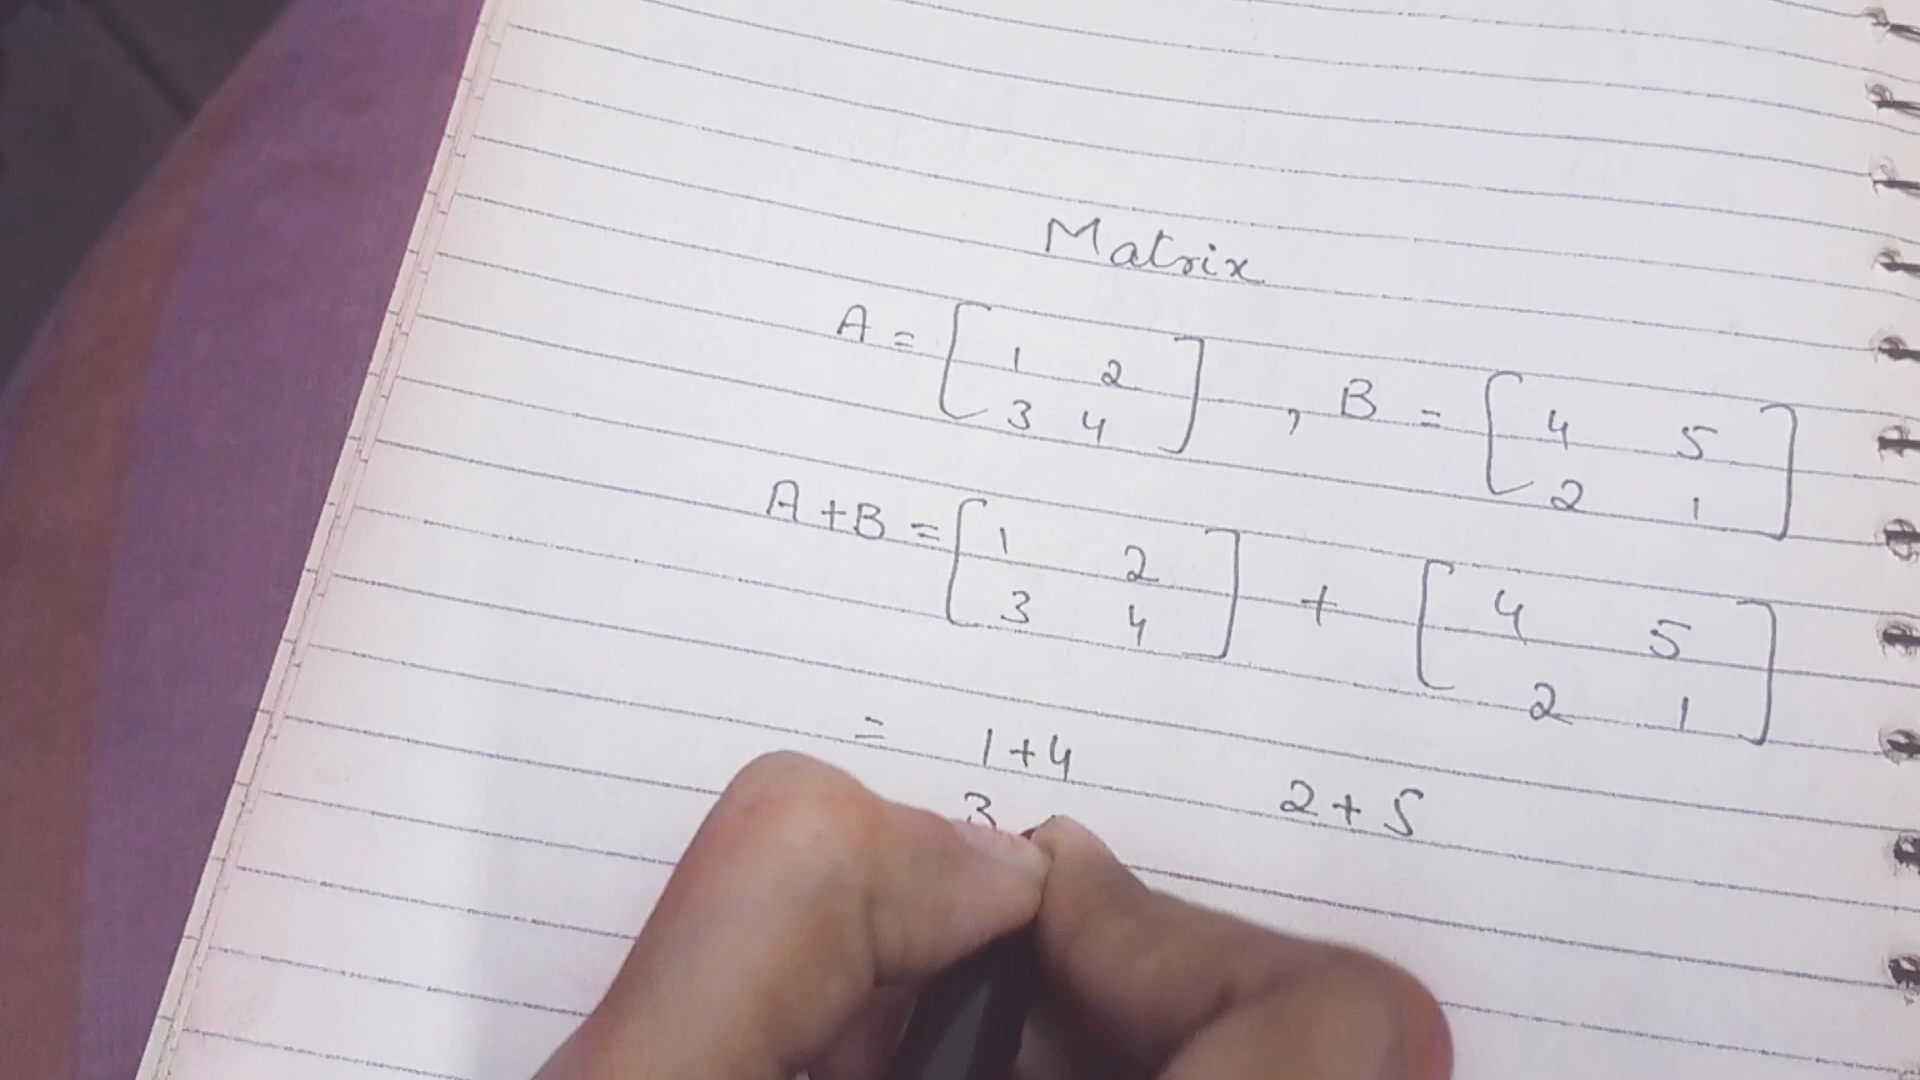 Matrix
A = [ 1 2 ] , B = [ 4 5 ]
3 4 2 1
A+B = [ 1 2 ] + [ 4 5 ]
3 4 2 1
= 1+4 2+5
3